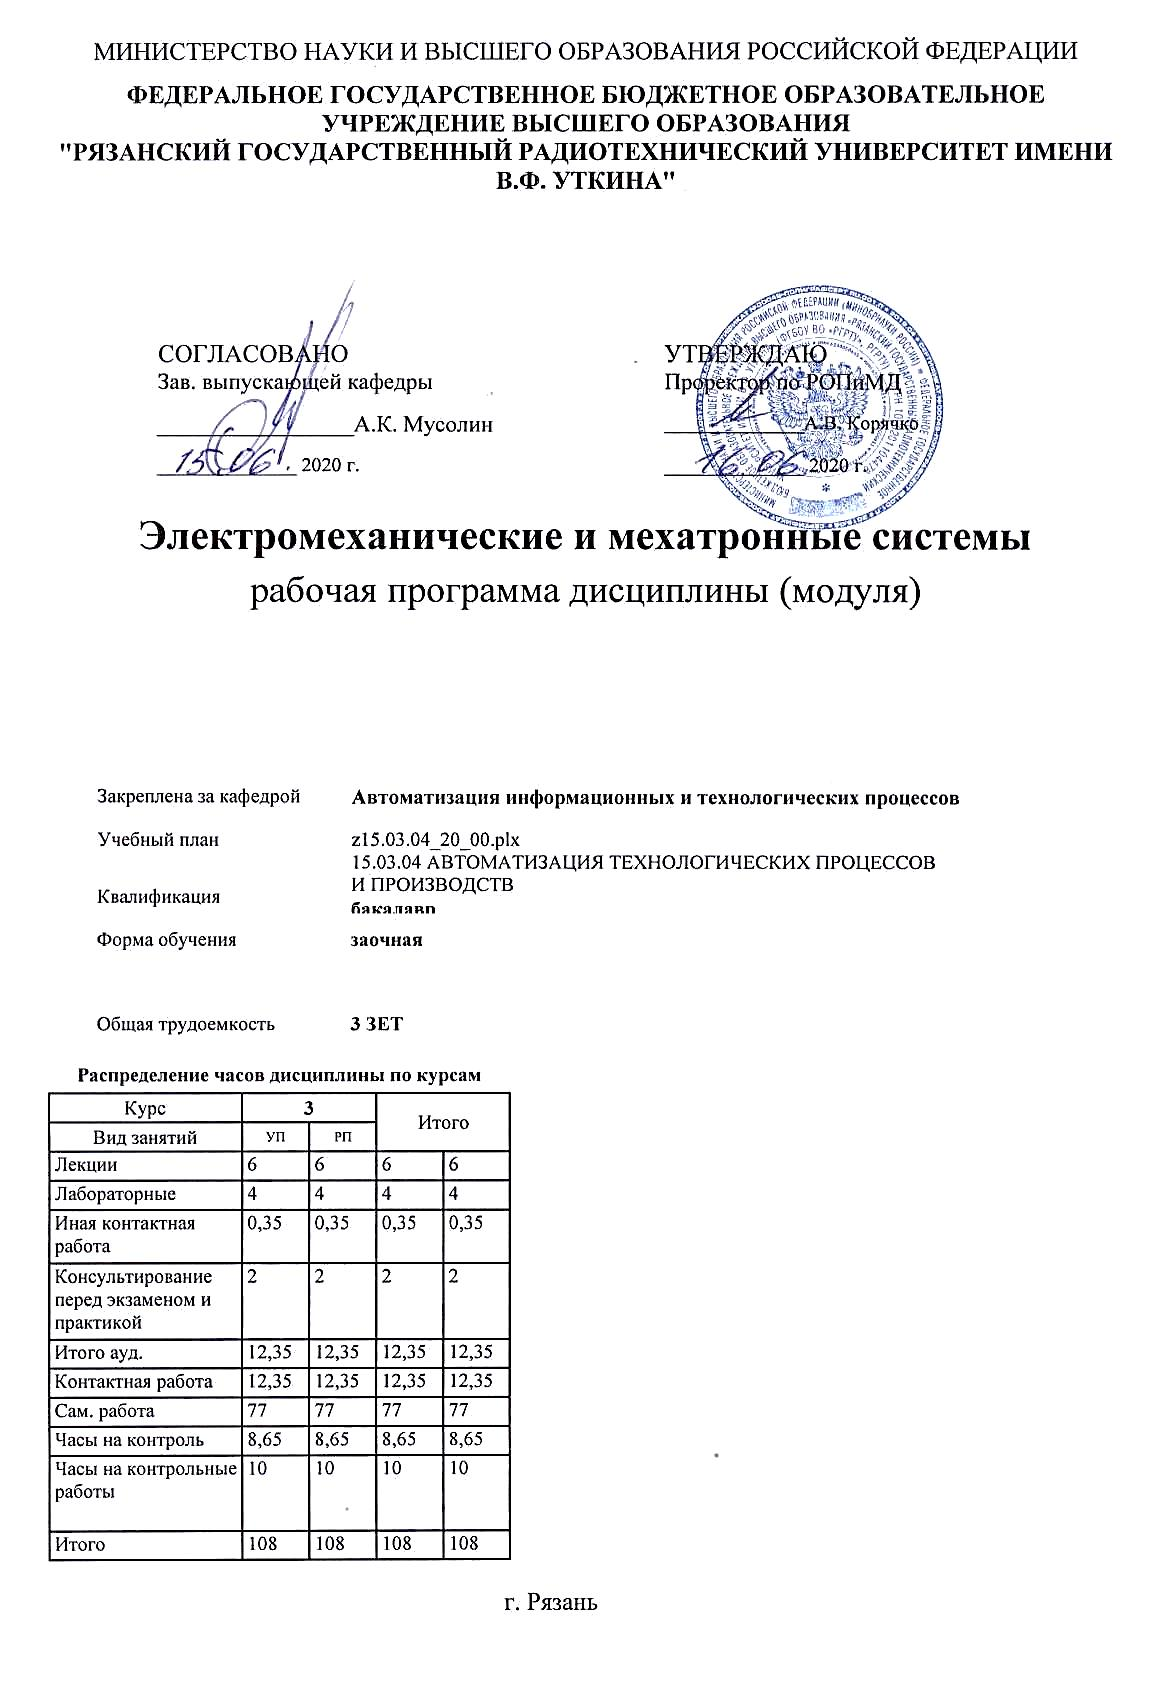 МИНИСТЕРСТВО НАУКИ И ВЫСШЕГО ОБРАЗОВАНИЯ РОССИЙСКОЙ ФЕДЕРАЦИИ
ФЕДЕРАЛЬНОЕ ГОСУДАРСТВЕННОЕ БЮДЖЕТНОЕ ОБРАЗОВАТЕЛЬНОЕ
УЧРЕЖДЕНИЕ ВЫСШЕГО ОБРАЗОВАНИЯ
"РЯЗАНСКИЙ ГОСУДАРСТВЕННЫЙ РАДИОТЕХНИЧЕСКИЙ УНИВЕРСИТЕТ ИМЕНИ
В.Ф. УТКИНА"
СОГЛАСОВАНО
Зав. выпускающей кафедры
А.К. Мусолин
15.06. 2020 г.
УТВЕРЖДАЮ
Проректор по РОПиМД
А.В. Корячко
16.06 2020 г.
Электромеханические и мехатронные системы
рабочая программа дисциплины (модуля)
Закреплена за кафедрой Автоматизация информационных и технологических процессов
Учебный план z15.03.04_20_00.plx
15.03.04 АВТОМАТИЗАЦИЯ ТЕХНОЛОГИЧЕСКИХ ПРОЦЕССОВ
И ПРОИЗВОДСТВ
Квалификация бакалавр
Форма обучения заочная
Общая трудоемкость 3 ЗЕТ
Распределение часов дисциплины по курсам
Курс 3 Итого
Вид занятий УП РП
Лекции 6 6 6 6
Лабораторные 4 4 4 4
Иная контактная 0,35 0,35 0,35 0,35
работа
Консультирование 2 2 2 2
перед экзаменом и
практикой
Итого ауд. 12,35 12,35 12,35 12,35
Контактная работа 12,35 12,35 12,35 12,35
Сам. работа 77 77 77 77
Часы на контроль 8,65 8,65 8,65 8,65
Часы на контрольные 10 10 10 10
работы
Итого 108 108 108 108
г. Рязань